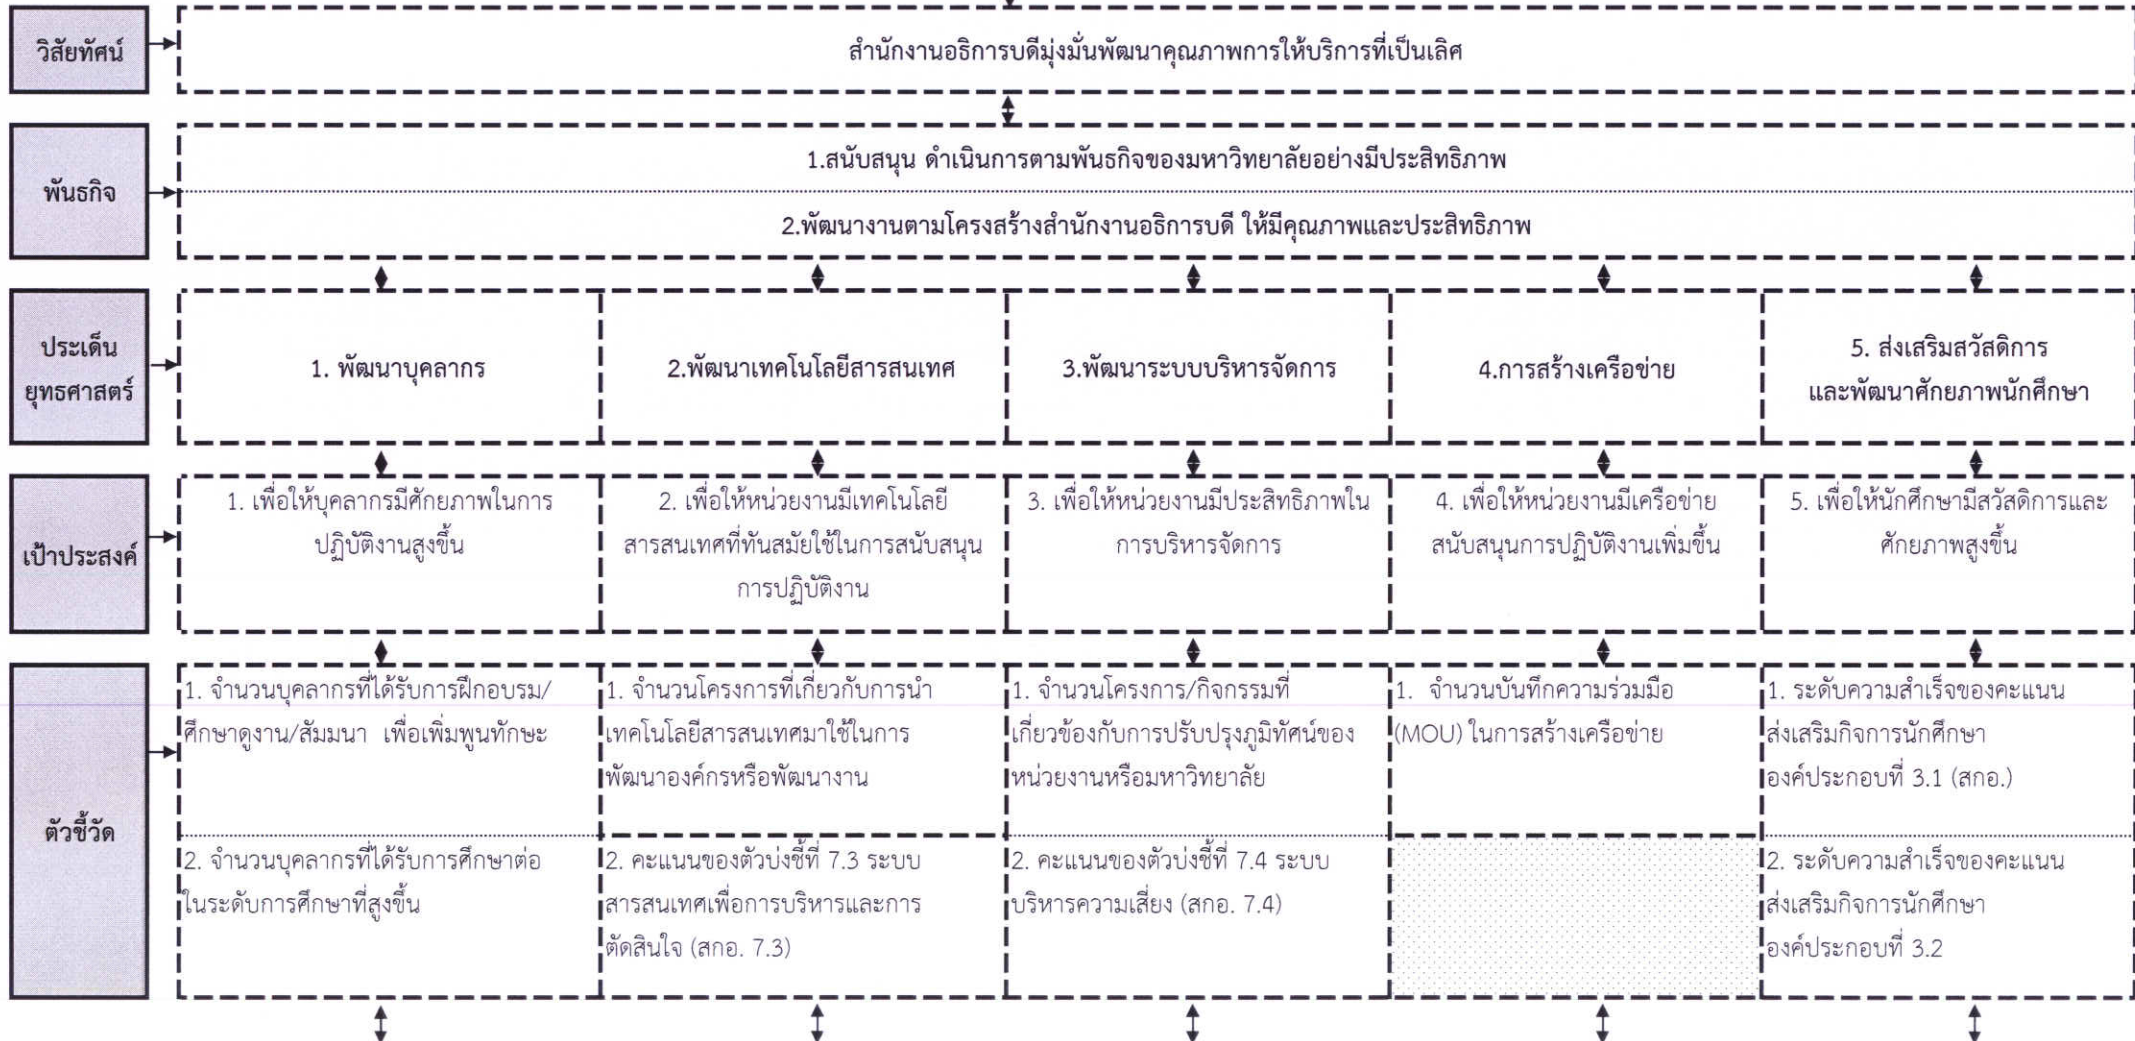 วิสัยทัศน์
สำนักงานอธิการบดีมุ่งมั่นพัฒนาคุณภาพการให้บริการที่เป็นเลิศ
พันธกิจ
1.สนับสนุน ดำเนินการตามพันธกิจของมหาวิทยาลัยอย่างมีประสิทธิภาพ
2.พัฒนางานตามโครงสร้างสำนักงานอธิการบดี ให้มีคุณภาพและประสิทธิภาพ
ประเด็น
ยุทธศาสตร์
1. พัฒนาบุคลากร
2.พัฒนาเทคโนโลยีสารสนเทศ
3.พัฒนาระบบบริหารจัดการ
4.การสร้างเครือข่าย
5. ส่งเสริมสวัสดิการ
และพัฒนาศักยภาพนักศึกษา
เป้าประสงค์
1. เพื่อให้บุคลากรมีศักยภาพในการ
ปฏิบัติงานสูงขึ้น
2. เพื่อให้หน่วยงานมีเทคโนโลยี
สารสนเทศที่ทันสมัยใช้ในการสนับสนุน
การปฏิบัติงาน
3. เพื่อให้หน่วยงานมีประสิทธิภาพใน
การบริหารจัดการ
4. เพื่อให้หน่วยงานมีเครือข่าย
สนับสนุนการปฏิบัติงานเพิ่มขึ้น
5. เพื่อให้นักศึกษามีสวัสดิการและ
ศักยภาพสูงขึ้น
ตัวชี้วัด
1. จำนวนบุคลากรที่ได้รับการฝึกอบรม/
ศึกษาดูงาน/สัมมนา เพื่อเพิ่มพูนทักษะ
1. จำนวนโครงการที่เกี่ยวกับการนำ
เทคโนโลยีสารสนเทศมาใช้ในการ
พัฒนาองค์กรหรือพัฒนางาน
1. จำนวนโครงการ/กิจกรรมที่
เกี่ยวข้องกับการปรับปรุงภูมิทัศน์ของ
หน่วยงานหรือมหาวิทยาลัย
1. จำนวนบันทึกความร่วมมือ
(MOU) ในการสร้างเครือข่าย
1. ระดับความสำเร็จของคะแนน
ส่งเสริมกิจการนักศึกษา
องค์ประกอบที่ 3.1 (สกอ.)
2. จำนวนบุคลากรที่ได้รับการศึกษาต่อ
ในระดับการศึกษาที่สูงขึ้น
2. คะแนนของตัวบ่งชี้ที่ 7.3 ระบบ
สารสนเทศเพื่อการบริหารและการ
ตัดสินใจ (สกอ. 7.3)
2. คะแนนของตัวบ่งชี้ที่ 7.4 ระบบ
บริหารความเสี่ยง (สกอ. 7.4)
2. ระดับความสำเร็จของคะแนน
ส่งเสริมกิจการนักศึกษา
องค์ประกอบที่ 3.2